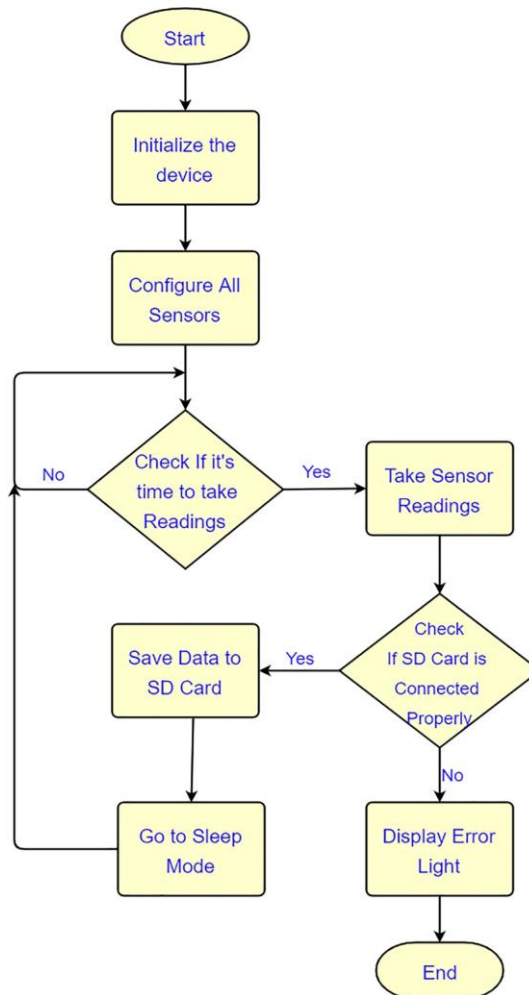 Start
Initialize the
device
Configure All
Sensors
Check If it's
time to take
Readings
No
Yes
Take Sensor
Readings
Check
If SD Card is
Connected
Properly
Yes
Save Data to
SD Card
No
Go to Sleep
Mode
Display Error
Light
End